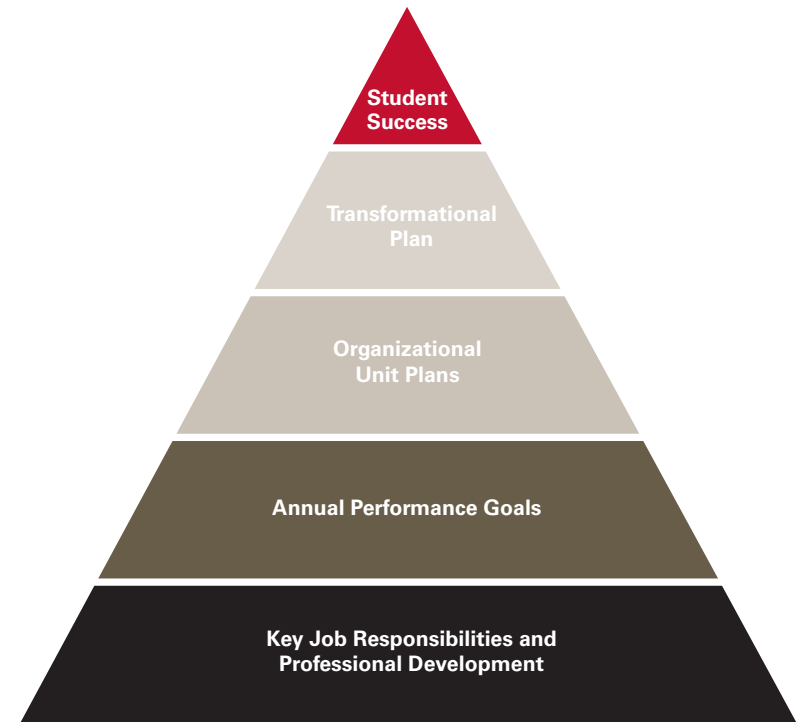 Student
Success
Transformational
Plan
Organizational
Unit Plans
Annual Performance Goals
Key Job Responsibilities and
Professional Development